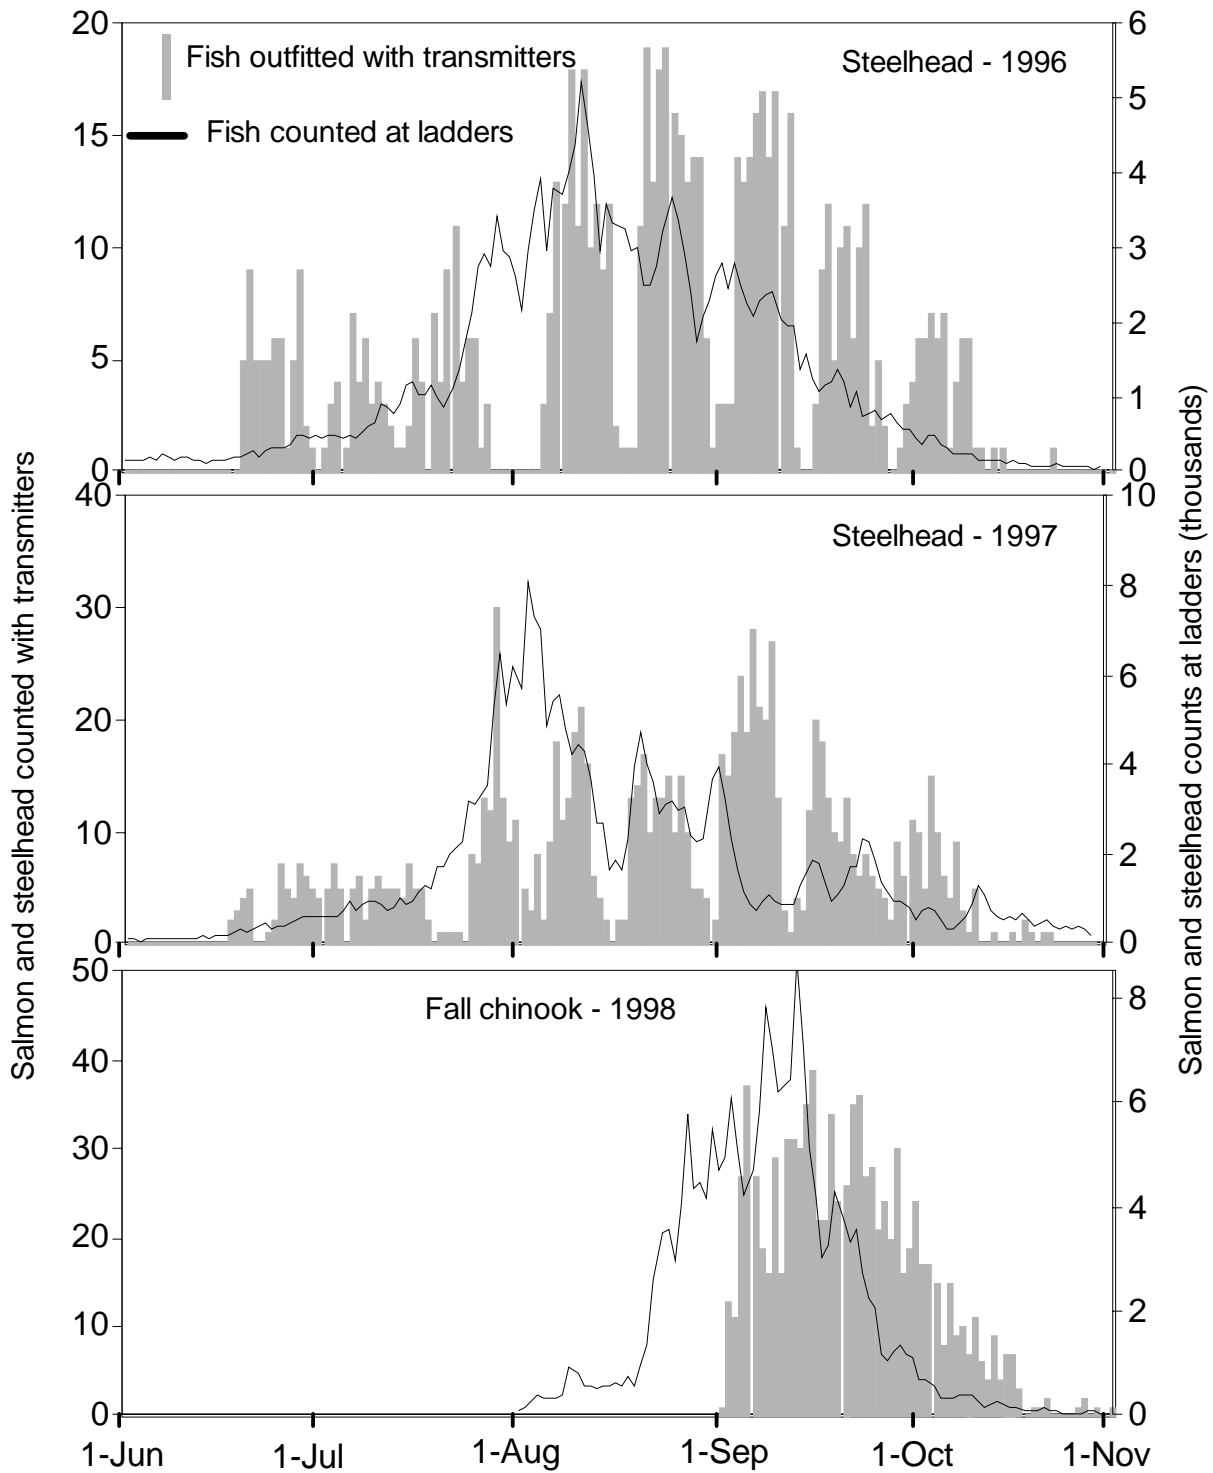 20
6
Fish outfitted with transmitters
Steelhead - 1996
5
15
Fish counted at ladders
4
10
3
2
5
1
0
0
40
10
Steelhead - 1997
8
30
6
20
4
10
2
0
0
50
8
Fall chinook - 1998
40
6
30
4
20
2
10
0
0
1-Jun
1-Jul
1-Aug
1-Sep
1-Oct
1-Nov
Salmon and steelhead counted with transmitters
Salmon and steelhead counts at ladders (thousands)